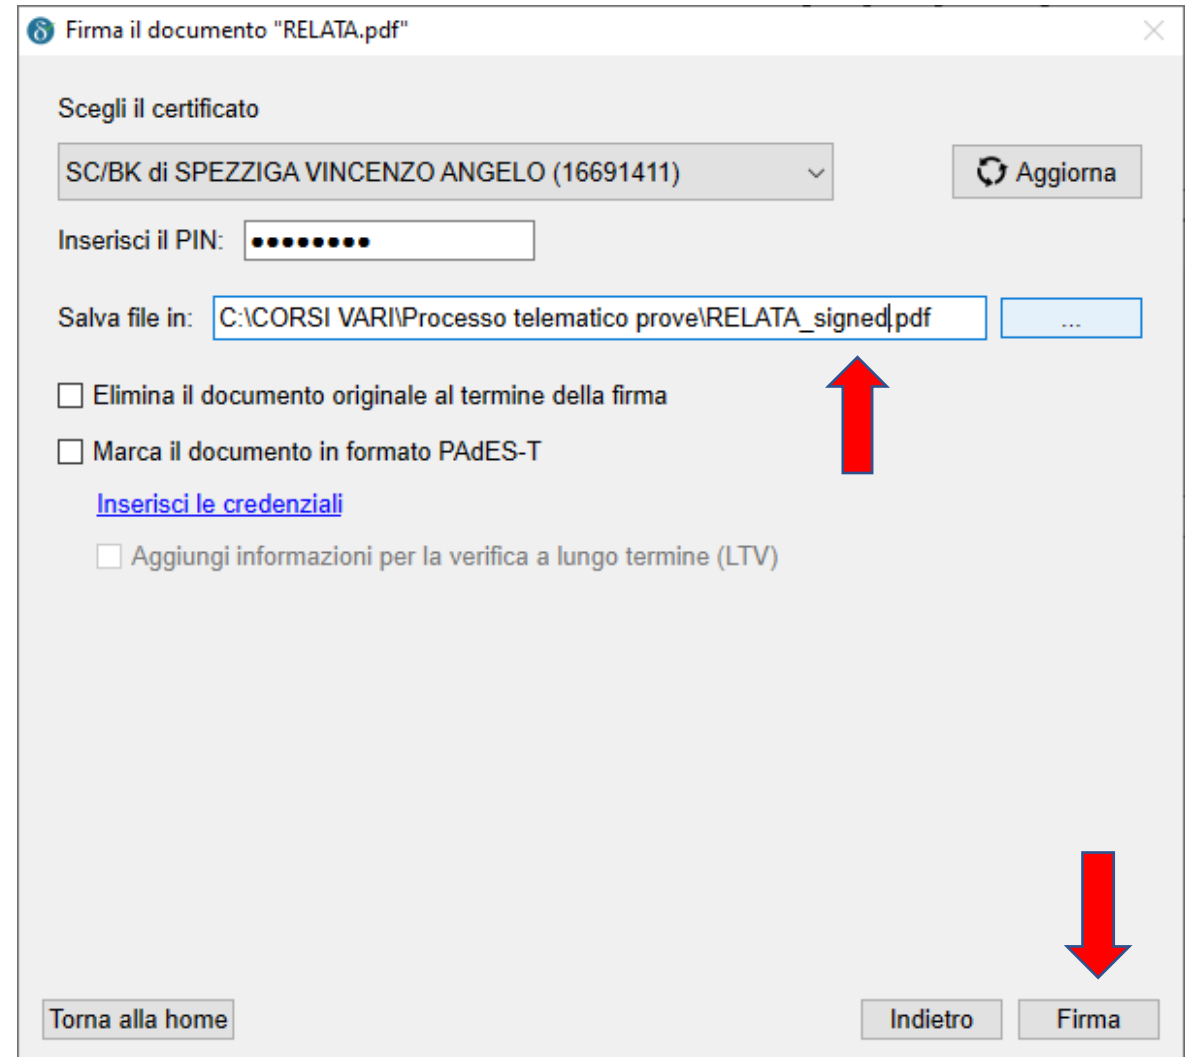 Firma il documento "RELATA.pdf"
Scegli il certificato
SC/BK di SPEZZIGA VINCENZO ANGELO (16691411)
Aggiorna
Inserisci il PIN: ●●●●●●●●
Salva file in: C:\CORSI VARI\Processo telematico prove\RELATA_signed.pdf ...
Elimina il documento originale al termine della firma
Marca il documento in formato PAdES-T
Inserisci le credenziali
Aggiungi informazioni per la verifica a lungo termine (LTV)
Torna alla home
Indietro
Firma